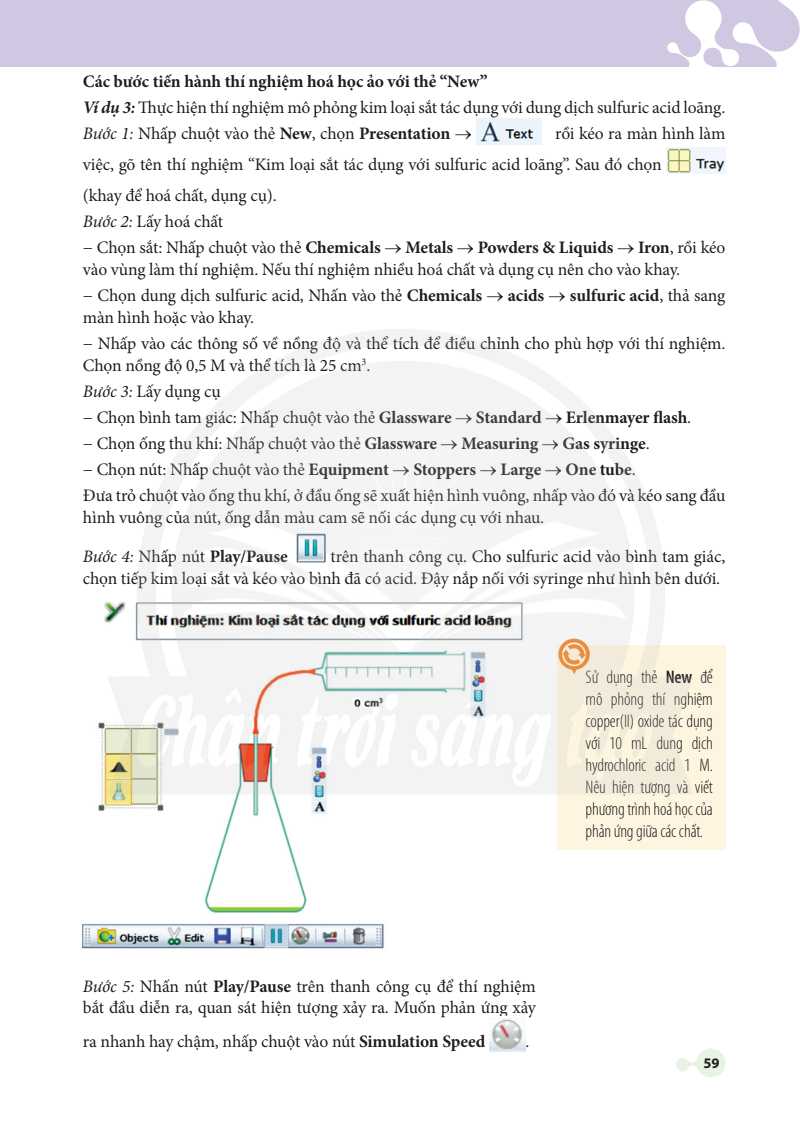 Các bước tiến hành thí nghiệm hoá học ảo với thẻ “New”
Ví dụ 3: Thực hiện thí nghiệm mô phỏng kim loại sắt tác dụng với dung dịch sulfuric acid loãng.
Bước 1: Nhấp chuột vào thẻ New, chọn Presentation → A Text rồi kéo ra màn hình làm
việc, gõ tên thí nghiệm “Kim loại sắt tác dụng với sulfuric acid loãng”. Sau đó chọn Tray
(khay để hoá chất, dụng cụ).
Bước 2: Lấy hoá chất
– Chọn sắt: Nhấp chuột vào thẻ Chemicals → Metals → Powders & Liquids → Iron, rồi kéo
vào vùng làm thí nghiệm. Nếu thí nghiệm nhiều hoá chất và dụng cụ nên cho vào khay.
– Chọn dung dịch sulfuric acid, Nhấn vào thẻ Chemicals → acids → sulfuric acid, thả sang
màn hình hoặc vào khay.
– Nhấp vào các thông số về nồng độ và thể tích để điều chỉnh cho phù hợp với thí nghiệm.
Chọn nồng độ 0,5 M và thể tích là 25 cm³.
Bước 3: Lấy dụng cụ
– Chọn bình tam giác: Nhấp chuột vào thẻ Glassware → Standard → Erlenmayer flash.
– Chọn ống thu khí: Nhấp chuột vào thẻ Glassware → Measuring → Gas syringe.
– Chọn nút: Nhấp chuột vào thẻ Equipment → Stoppers → Large → One tube.
Đưa trỏ chuột vào ống thu khí, ở đầu ống sẽ xuất hiện hình vuông, nhấp vào đó và kéo sang đầu
hình vuông của nút, ống dẫn màu cam sẽ nối các dụng cụ với nhau.
Bước 4: Nhấp nút Play/Pause trên thanh công cụ. Cho sulfuric acid vào bình tam giác,
chọn tiếp kim loại sắt và kéo vào bình đã có acid. Đậy nắp nối với syringe như hình bên dưới.
Thí nghiệm: Kim loại sắt tác dụng với sulfuric acid loãng
0 cm³
A
A
Sử dụng thẻ New để
mô phỏng thí nghiệm
copper(II) oxide tác dụng
với 10 mL dung dịch
hydrochloric acid 1 M.
Nêu hiện tượng và viết
phương trình hoá học của
phản ứng giữa các chất.
Chân trời sáng tạo
Objects Edit
Bước 5: Nhấn nút Play/Pause trên thanh công cụ để thí nghiệm
bắt đầu diễn ra, quan sát hiện tượng xảy ra. Muốn phản ứng xảy
ra nhanh hay chậm, nhấp chuột vào nút Simulation Speed .
59